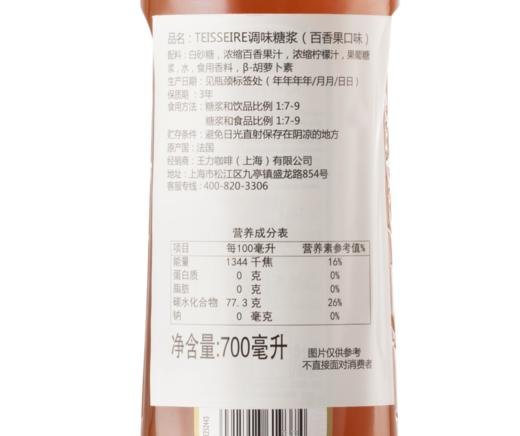 品名：TEISSEIRE调味糖浆（百香果口味）
配料：白砂糖，浓缩百香果汁，浓缩柠檬汁，果葡糖
浆，水，食用香料，β-胡萝卜素
生产日期：见瓶颈标签处（年年年年/月月/日日）
保质期 ：3年
食用方法：糖浆和饮品比例 1:7-9
糖浆和食品比例 1:7-9
贮存条件：避免日光直射保存在阴凉的地方
原产国：法国
经销商：王力咖啡（上海）有限公司
地址：上海市松江区九亭镇盛龙路854号
客服专线：400-820-3306
营养成分表
项目 每100毫升 营养素参考值%
能量 1344 千焦 16%
蛋白质 0 克 0%
脂肪 0 克 0%
碳水化合物 77.3 克 26%
钠 0 毫克 0%
净含量:700毫升
图片仅供参考
不直接面对消费者